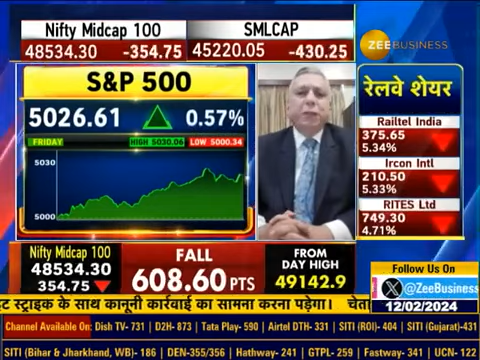 Nifty Midcap 100
48534.30 -354.75
SMLCAP
45220.05 -430.25
ZEE BUSINESS
S&P 500
5026.61 0.57%
FRIDAY HIGH 5030.06 LOW 5000.34
5030
5000
रेलवे शेयर
Railtel India
375.65
5.34%
Ircon Intl
210.50
5.33%
RITES Ltd
749.30
4.71%
Nifty Midcap 100
48534.30
354.75
FALL
608.60 PTS
FROM
DAY HIGH
49142.9
Follow Us On
X @ZeeBusiness
12/02/2024
स्ट्राइक के साथ कानूनी कार्रवाई का सामना करना पड़ेगा।
Channel Available On: Dish TV- 731 | D2H- 873 | Tata Play- 590 | Airtel DTH- 331 | SITI (ROI)- 404 | SITI (Gujarat)-431
SITI (Bihar & Jharkhand, WB)- 186 | DEN-355/356 | Hathway- 241 | GTPL- 259 | Fastway- 341 | UCN- 122